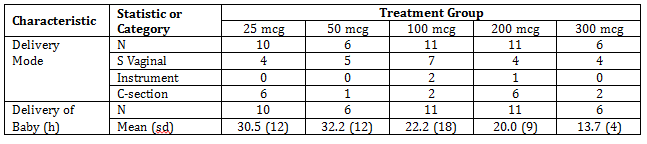 Characteristic Statistic or Category Treatment Group
25 mcg 50 mcg 100 mcg 200 mcg 300 mcg
Delivery Mode N 10 6 11 11 6
S Vaginal 4 5 7 4 4
Instrument 0 0 2 1 0
C-section 6 1 2 6 2
Delivery of Baby (h) N 10 6 11 11 6
Mean (sd) 30.5 (12) 32.2 (12) 22.2 (18) 20.0 (9) 13.7 (4)